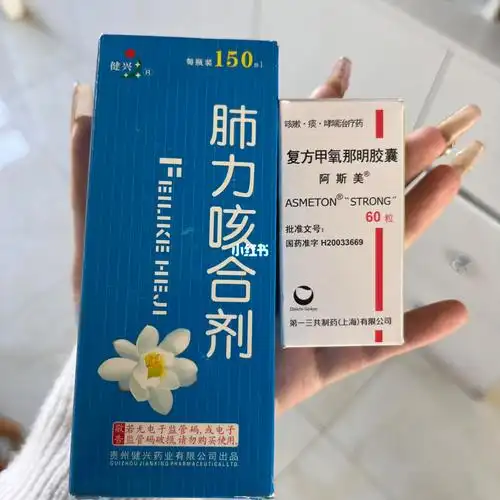 健兴
R
每瓶装150ml
肺力咳合剂
FEILIKE HEJI
小红书
敬告
若无电子监管码,或电子
监管码破损,请勿购买使用。
贵州健兴药业有限公司出品
GUIZHOU JIANXING PHARMACEUTICAL CO.,LTD.
咳嗽·痰·哮喘治疗药
复方甲氧那明胶囊
阿斯美®
ASMETON® "STRONG"
60粒
批准文号:
国药准字 H20033669
Daiichi-Sankyo
第一三共制药(上海)有限公司